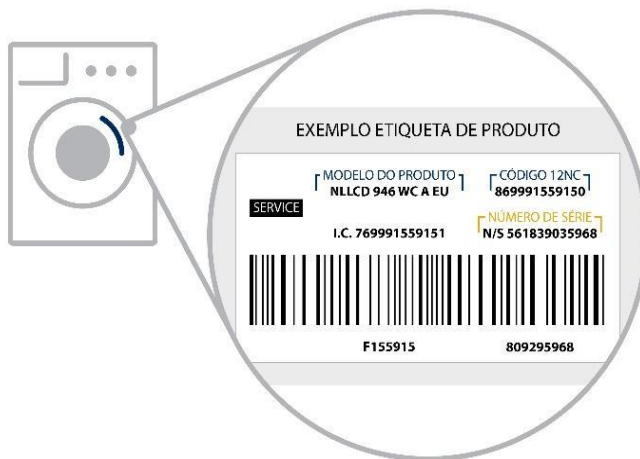 EXEMPLO ETIQUETA DE PRODUTO
MODELO DO PRODUTO
NLLCD 946 WC A EU
CÓDIGO 12NC
869991559150
SERVICE
NÚMERO DE SÉRIE
I.C. 769991559151
N/S 561839035968
F155915
809295968